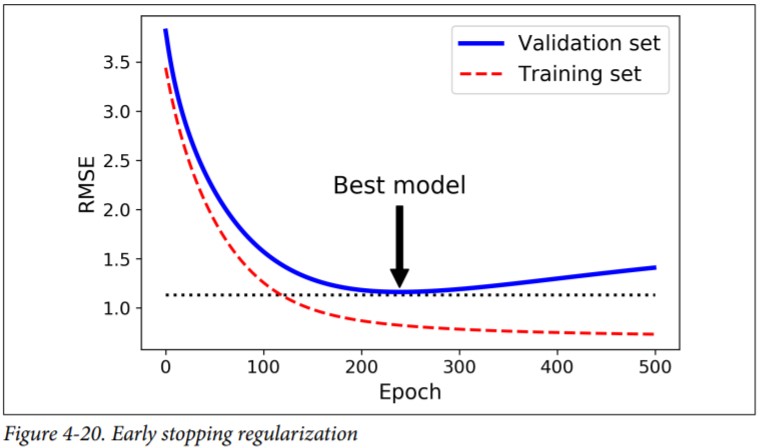 Validation set
Training set
Best model
RMSE
3.5
3.0
2.5
2.0
1.5
1.0
0 100 200 300 400 500
Epoch
Figure 4-20. Early stopping regularization